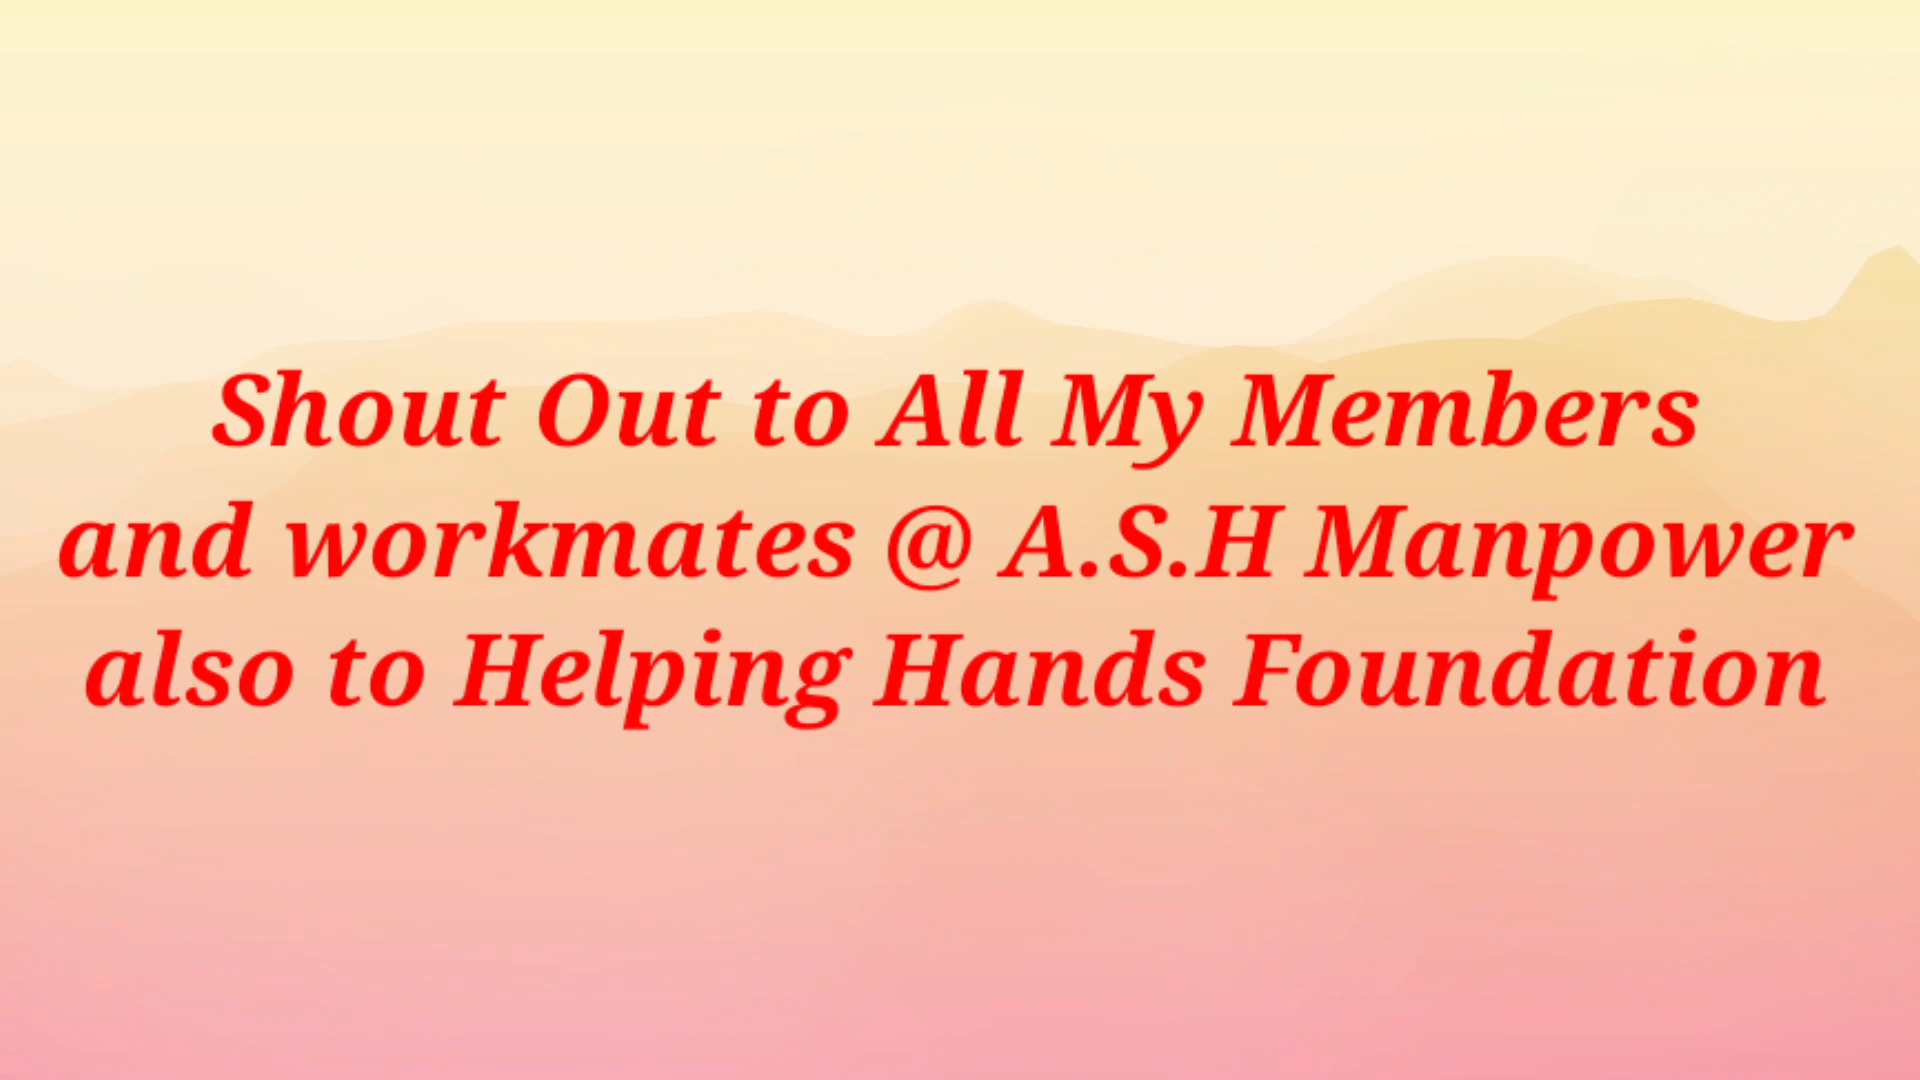 Shout Out to All My Members
and workmates @ A.S.H Manpower
also to Helping Hands Foundation